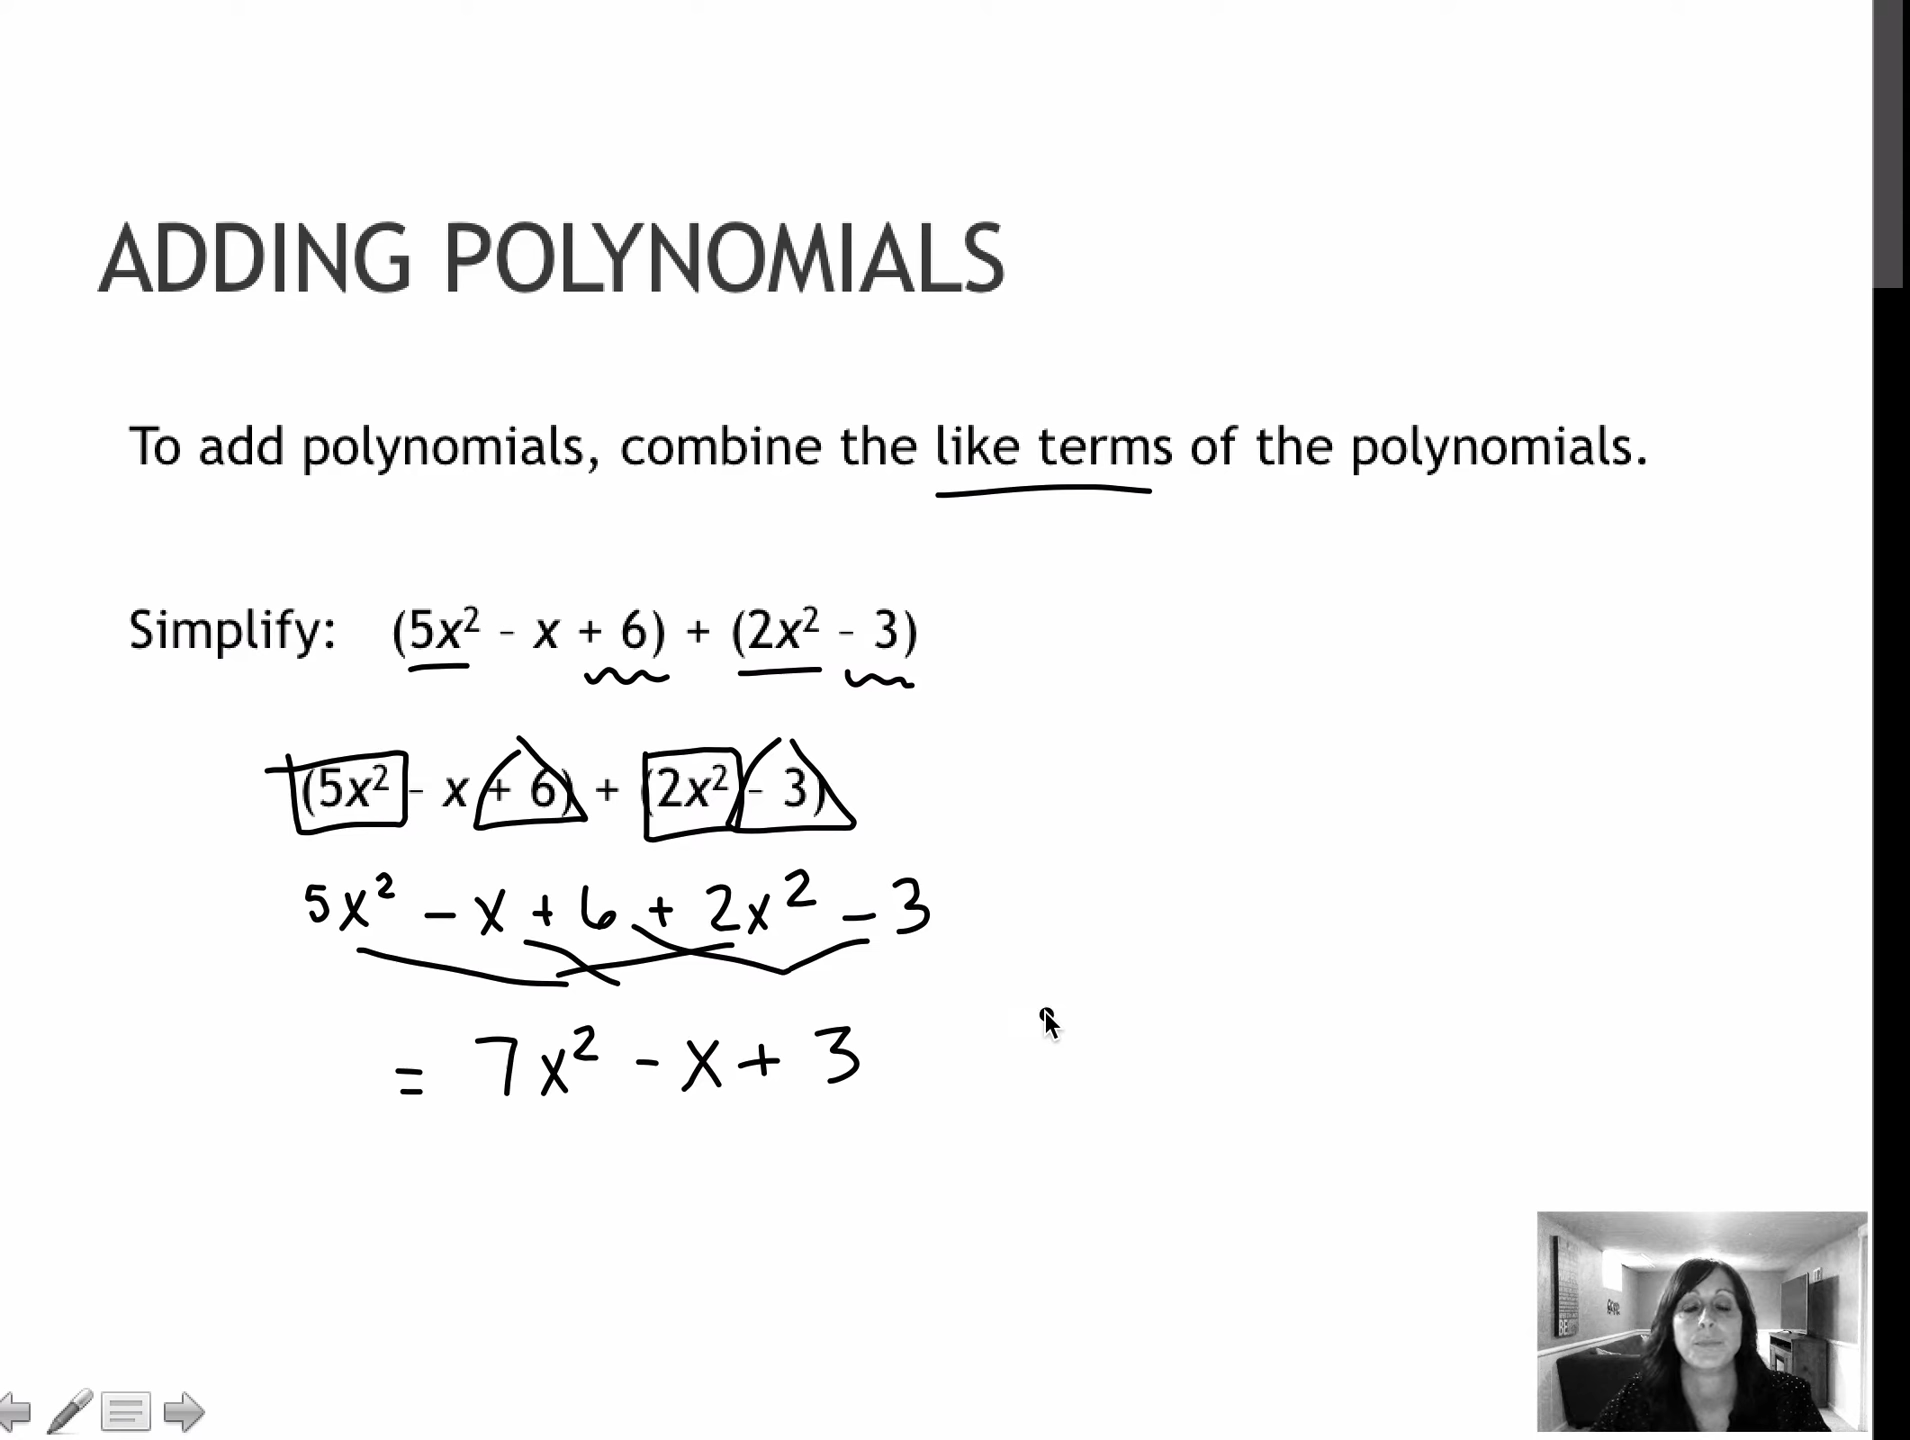 ADDING POLYNOMIALS
To add polynomials, combine the like terms of the polynomials.
Simplify: (5x² – x + 6) + (2x² – 3)
(5x² – x + 6) + (2x² – 3)
5x² – x + 6 + 2x² – 3
= 7x² – x + 3